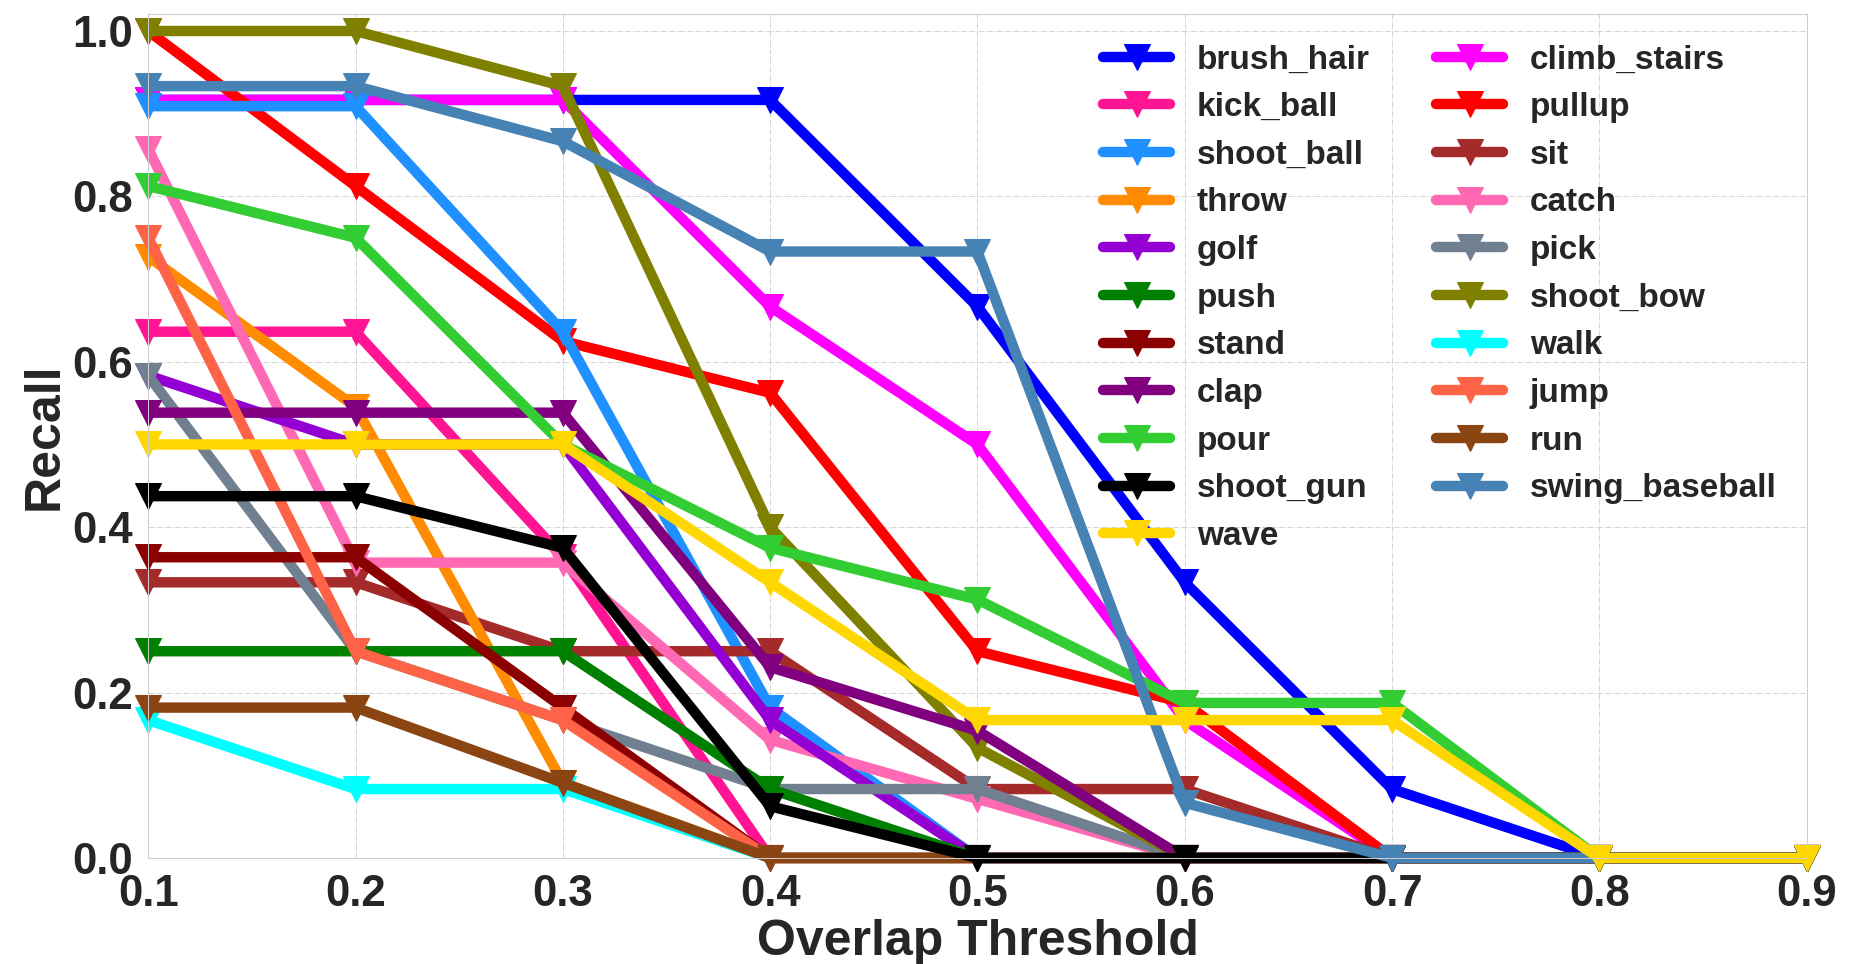 1.0
0.8
0.6
0.4
0.2
0.0
Recall
0.1 0.2 0.3 0.4 0.5 0.6 0.7 0.8 0.9
Overlap Threshold
brush_hair climb_stairs
kick_ball pullup
shoot_ball sit
throw catch
golf pick
push shoot_bow
stand walk
clap jump
pour run
shoot_gun swing_baseball
wave